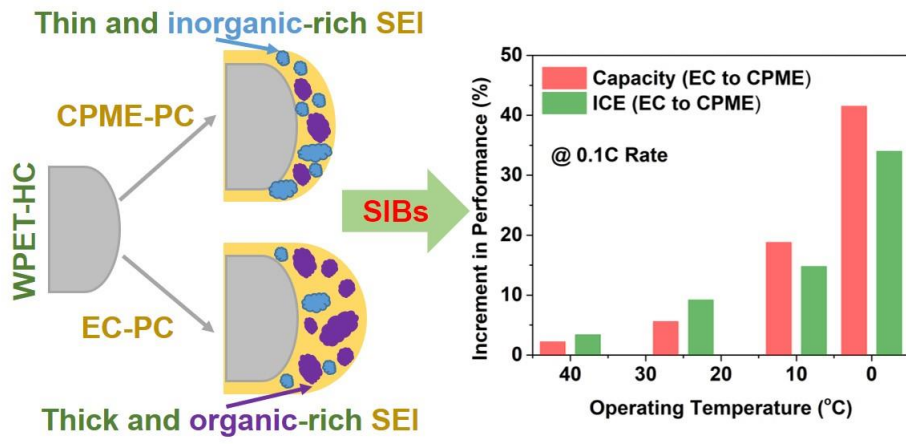 Thin and inorganic-rich SEI
CPME-PC
WPET-HC
EC-PC
Thick and organic-rich SEI
SIBs
Increment in Performance (%)
50
40
30
20
10
0
Capacity (EC to CPME)
ICE (EC to CPME)
@ 0.1C Rate
40 30 20 10 0
Operating Temperature (°C)